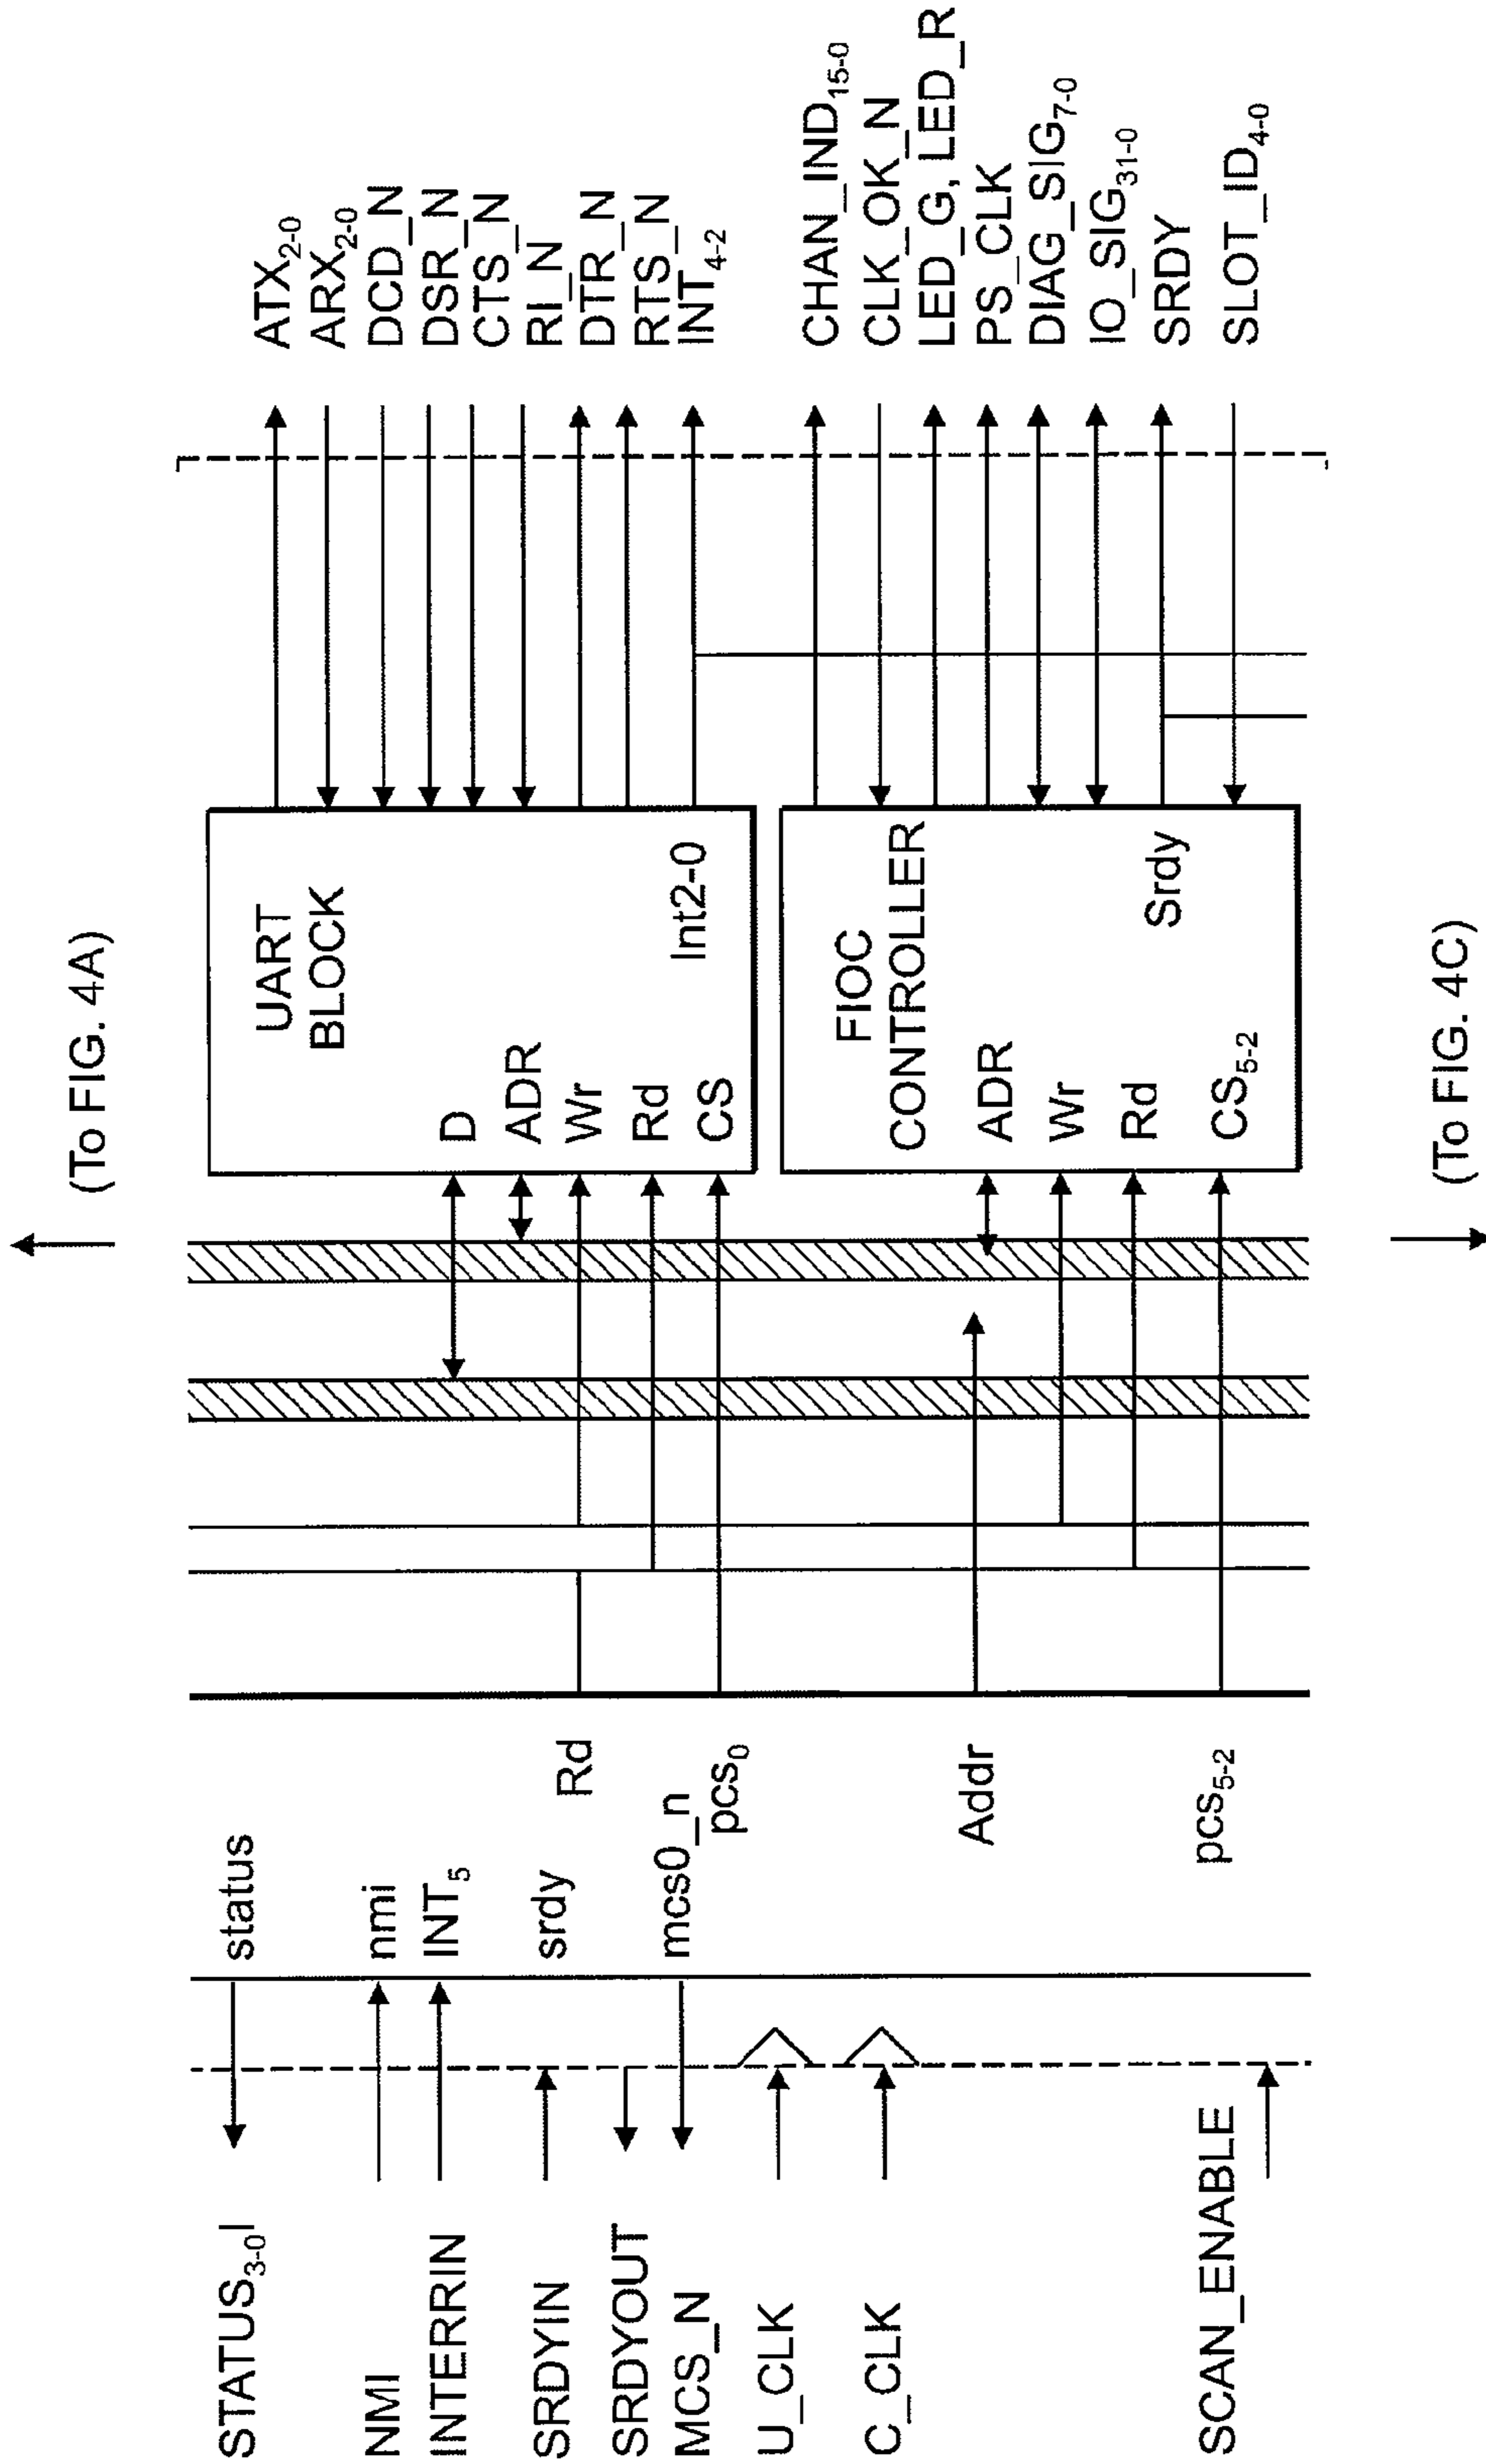 (To FIG. 4A)
STATUS3-0I
NMI
INTERRIN
SRDYIN
SRDYOUT
MCS_N
U_CLK
C_CLK
SCAN_ENABLE
status
nmi
INT5
srdy
mcs0_n
Rd
pcs0
Addr
pcs5-2
UART
BLOCK
D
ADR
Wr
Rd
CS
Int2-0
FIOC
CONTROLLER
ADR
Wr
Rd
CS5-2
Srdy
ATX2-0
ARX2-0
DCD_N
DSR_N
CTS_N
RI_N
DTR_N
RTS_N
INT4-2
CHAN_IND15-0
CLK_OK_N
LED_G, LED_R
PS_CLK
DIAG_SIG7-0
IO_SIG31-0
SRDY
SLOT_ID4-0
(To FIG. 4C)